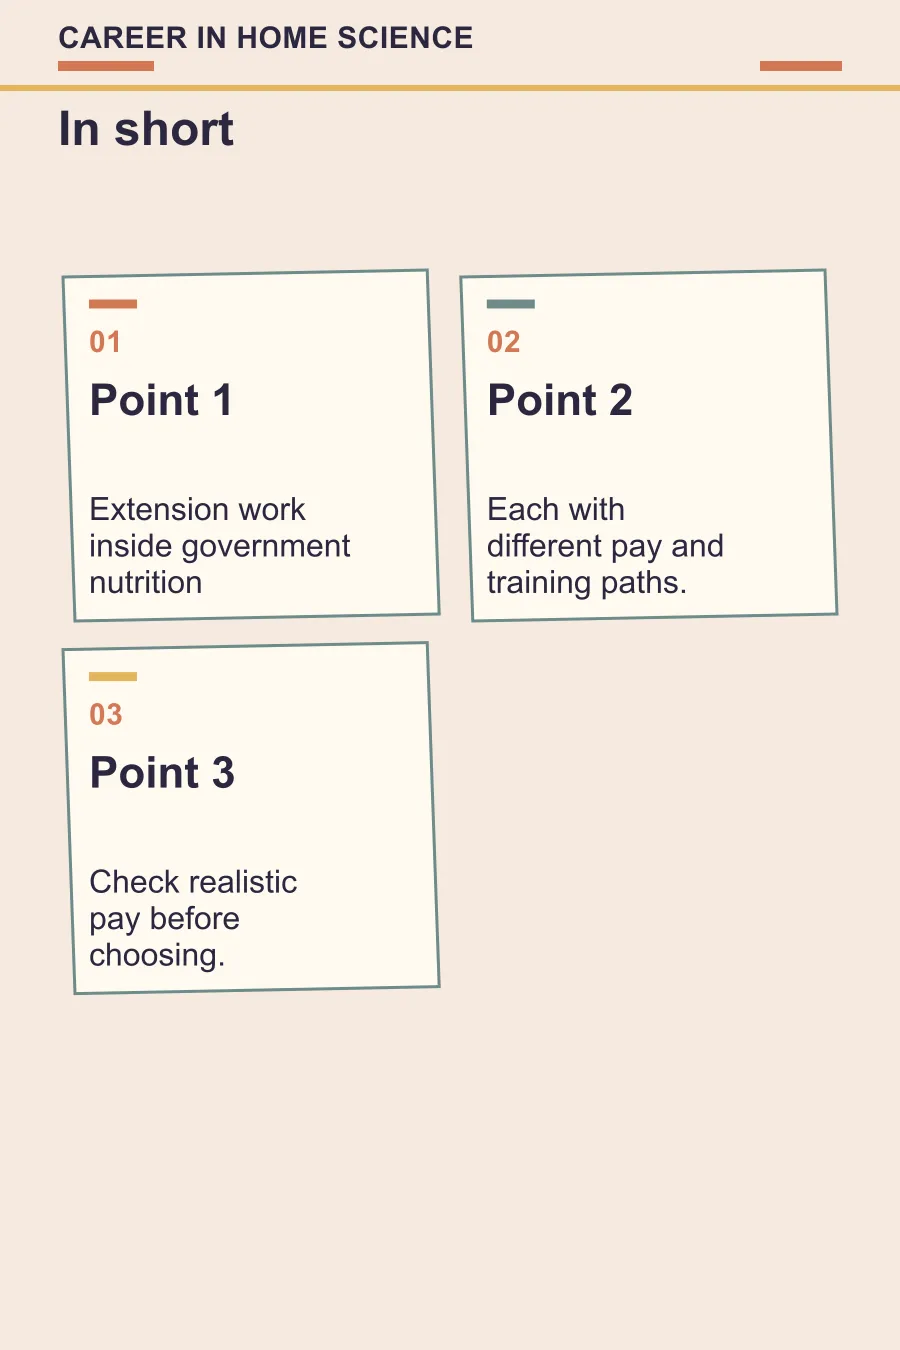 CAREER IN HOME SCIENCE
In short
01
Point 1
Extension work
inside government
nutrition
02
Point 2
Each with
different pay and
training paths.
03
Point 3
Check realistic
pay before
choosing.